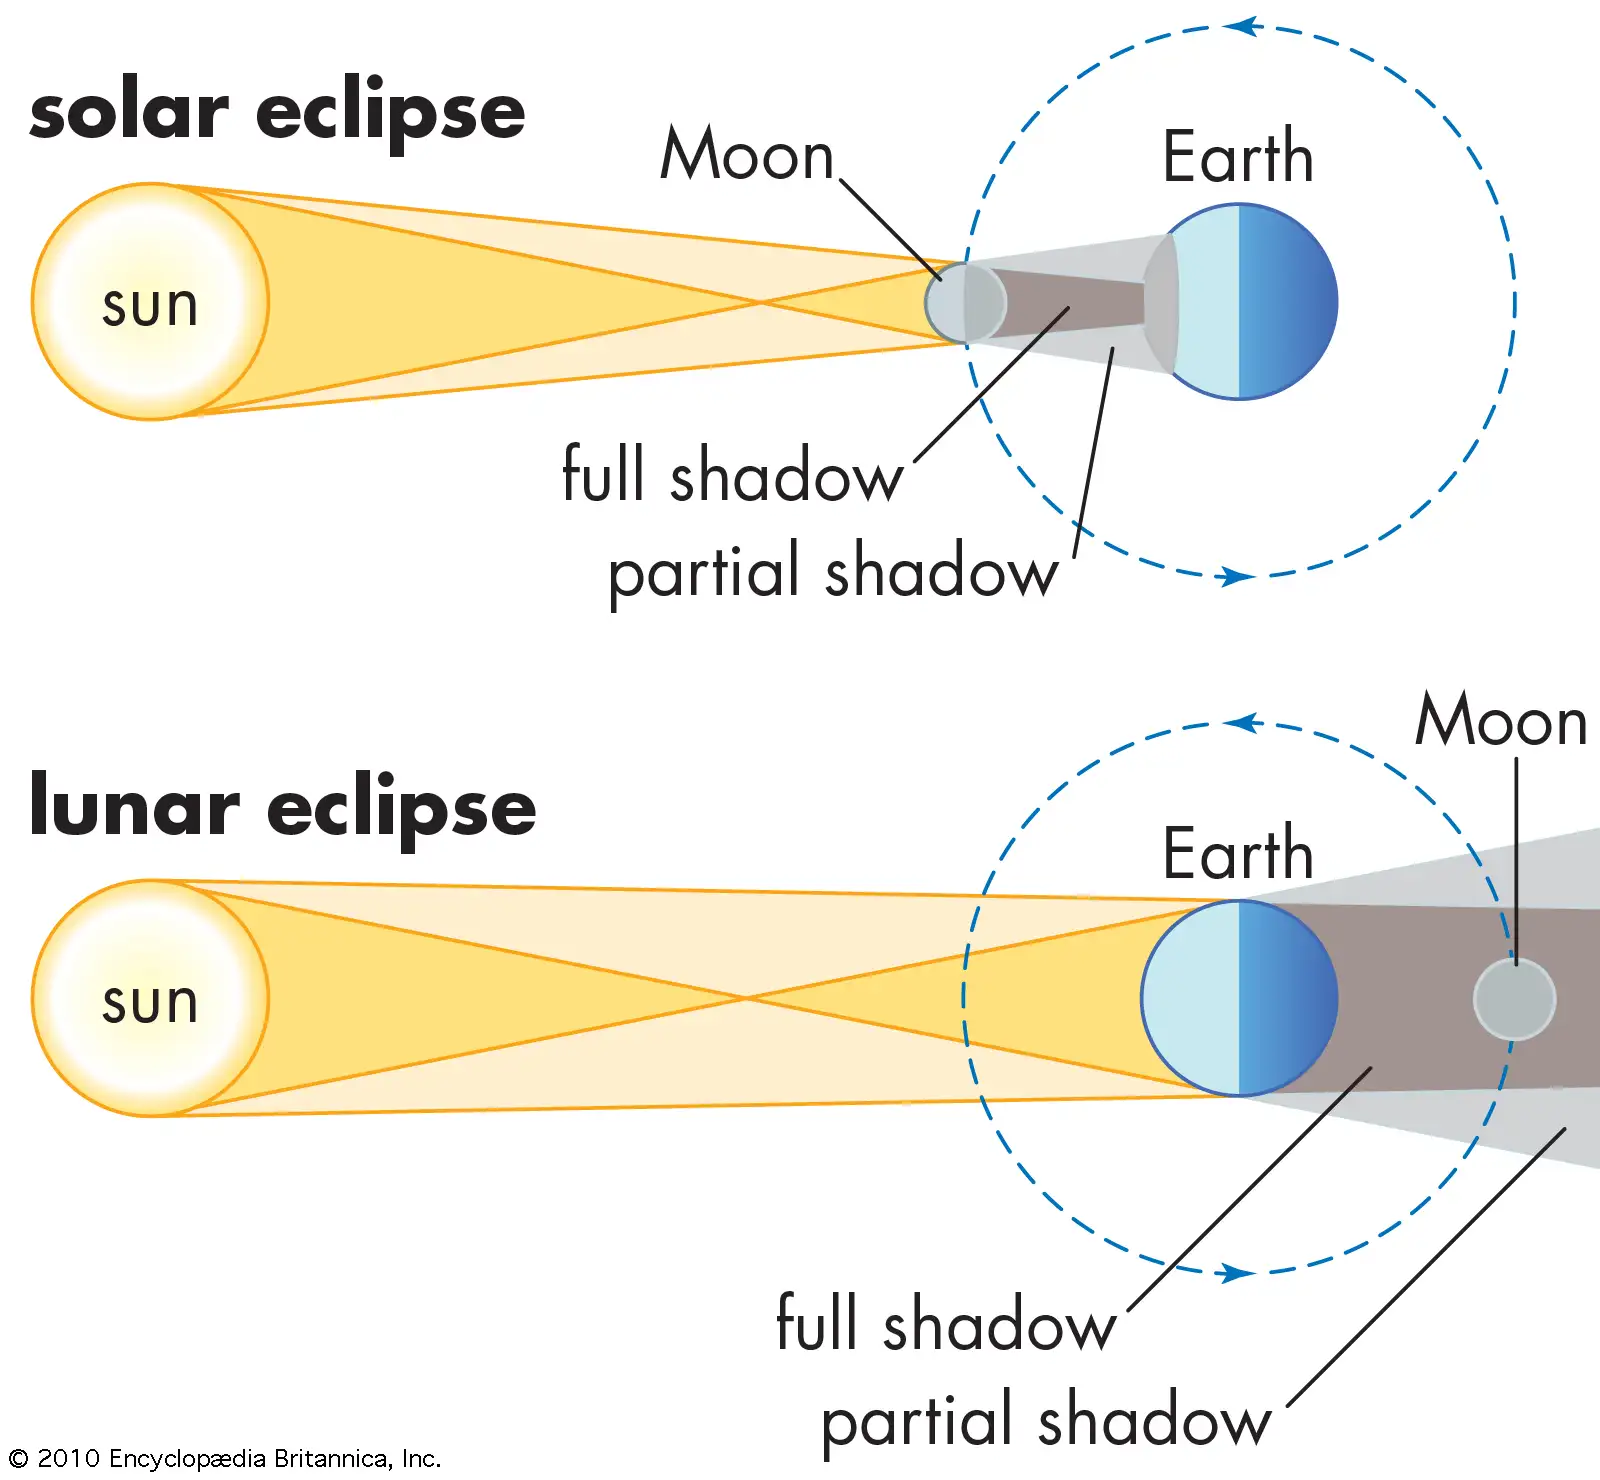 solar eclipse
Moon
Earth
sun
full shadow
partial shadow
Moon
lunar eclipse
Earth
sun
full shadow
partial shadow
© 2010 Encyclopædia Britannica, Inc.